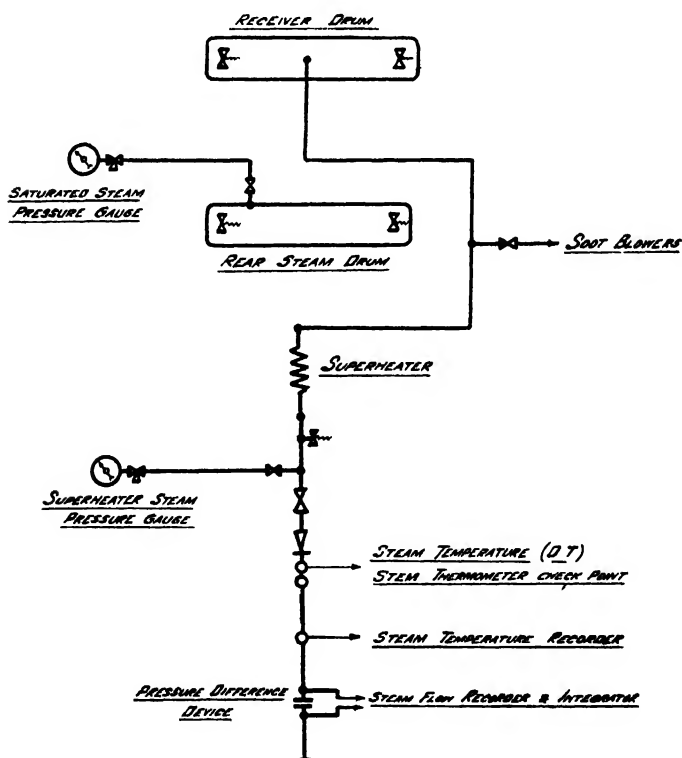 RECEIVER DRUM
SATURATED STEAM
PRESSURE GAUGE
REAR STEAM DRUM
SOOT BLOWERS
SUPERHEATER
SUPERHEATER STEAM
PRESSURE GAUGE
STEAM TEMPERATURE (D T)
STEM THERMOMETER CHECK POINT
STEAM TEMPERATURE RECORDER
PRESSURE DIFFERENCE
DEVICE
STEAM FLOW RECORDER & INTEGRATOR